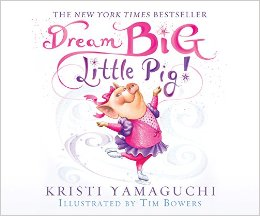 THE NEW YORK TIMES BESTSELLER
Dream BIG
Little Pig!
KRISTI YAMAGUCHI
ILLUSTRATED BY TIM BOWERS